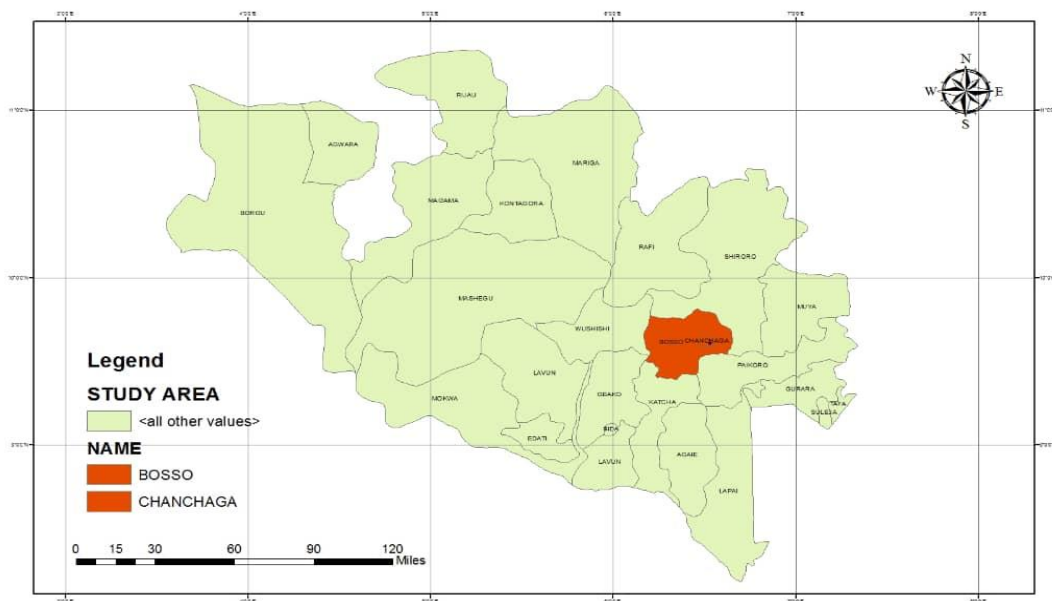 N
W E
S
RIJAU
AGWARA
MARIGA
MAGAMA
KONTAGORA
BORGU
RAFI
SHIRORO
MASHEGU
MUYA
WUSHISHI
BOSSO
CHANCHAGA
LAVUN
PAIKORO
MOKWA
GBAKO
KATCHA
GURARA
TAFA
SULEJA
BIDA
EDATI
LAVUN
AGAIE
LAPAI
Legend
STUDY AREA
<all other values>
NAME
BOSSO
CHANCHAGA
0 15 30 60 90 120
Miles